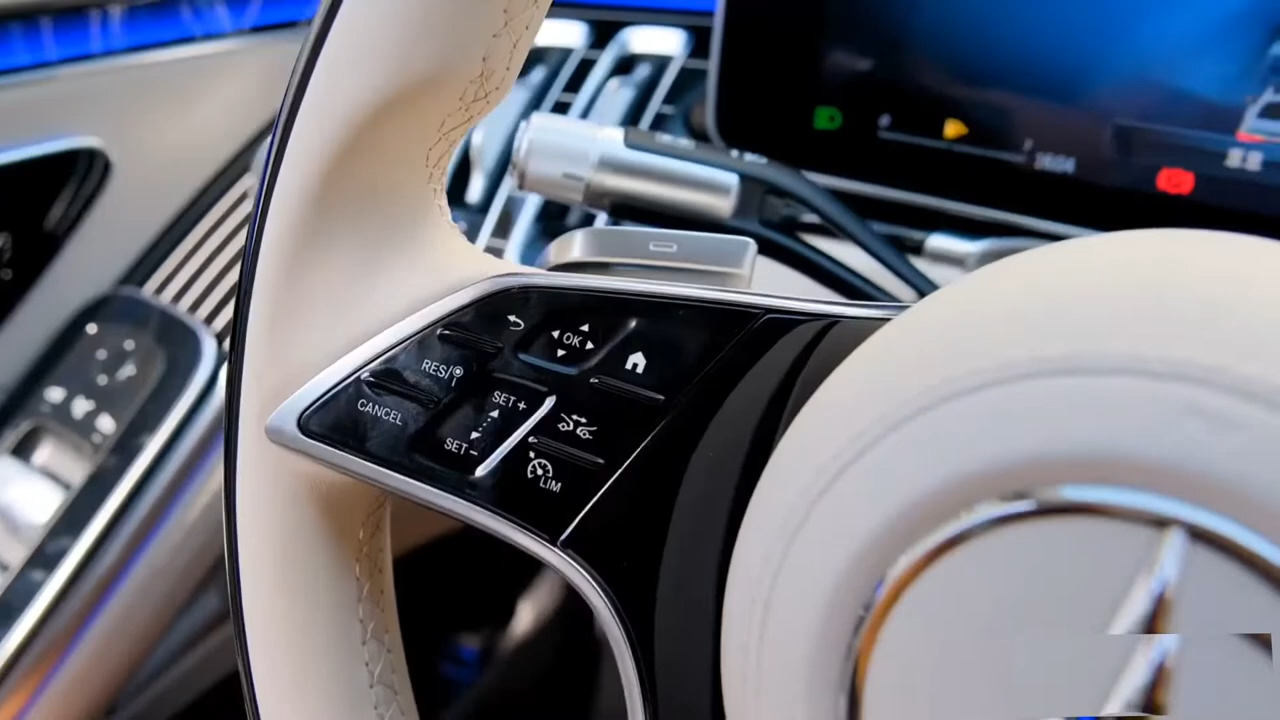 OK
RES/
CANCEL
SET +
SET −
LIM